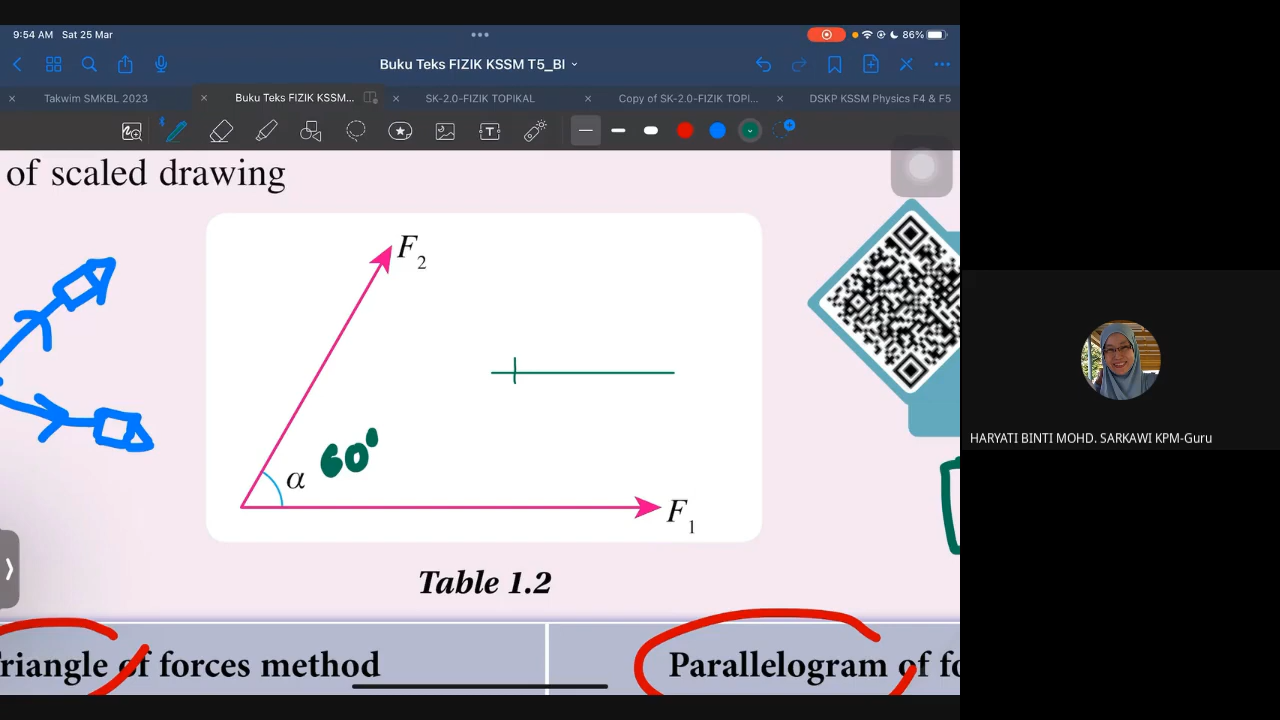 9:54 AM Sat 25 Mar
86%
Buku Teks FIZIK KSSM T5_BI
Takwim SMKBL 2023
Buku Teks FIZIK KSSM...
SK-2.0-FIZIK TOPIKAL
Copy of SK-2.0-FIZIK TOPI...
DSKP KSSM Physics F4 & F5
of scaled drawing
F2
α 60°
F1
Table 1.2
riangle of forces method
Parallelogram of fo
HARYATI BINTI MOHD. SARKAWI KPM-Guru